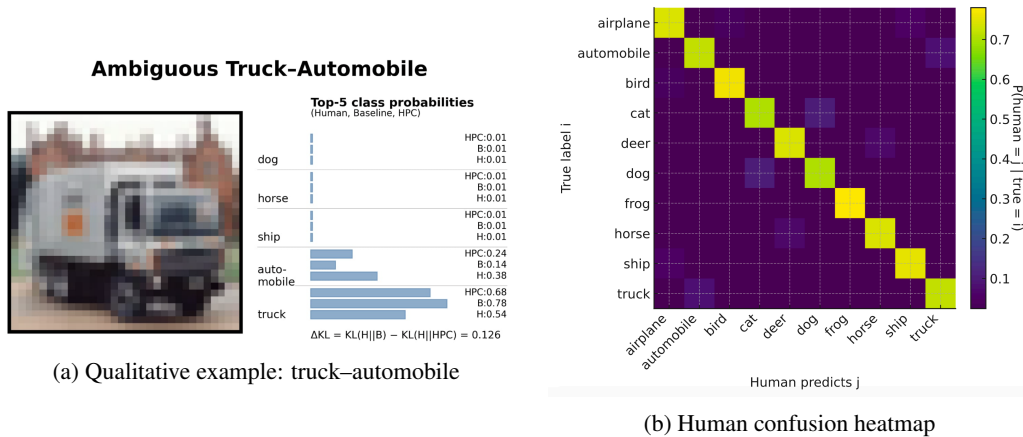 Ambiguous Truck–Automobile
Top-5 class probabilities
(Human, Baseline, HPC)
HPC:0.01
B:0.01
dog H:0.01
HPC:0.01
B:0.01
horse H:0.01
HPC:0.01
B:0.01
ship H:0.01
HPC:0.24
auto- B:0.14
mobile H:0.38
HPC:0.68
B:0.78
truck H:0.54
ΔKL = KL(H||B) − KL(H||HPC) = 0.126
(a) Qualitative example: truck–automobile
True label i
airplane
automobile
bird
cat
deer
dog
frog
horse
ship
truck
airplane
automobile
bird
cat
deer
dog
frog
horse
ship
truck
Human predicts j
0.7
0.6
0.5
0.4
0.3
0.2
0.1
P(human = j | true = i)
(b) Human confusion heatmap